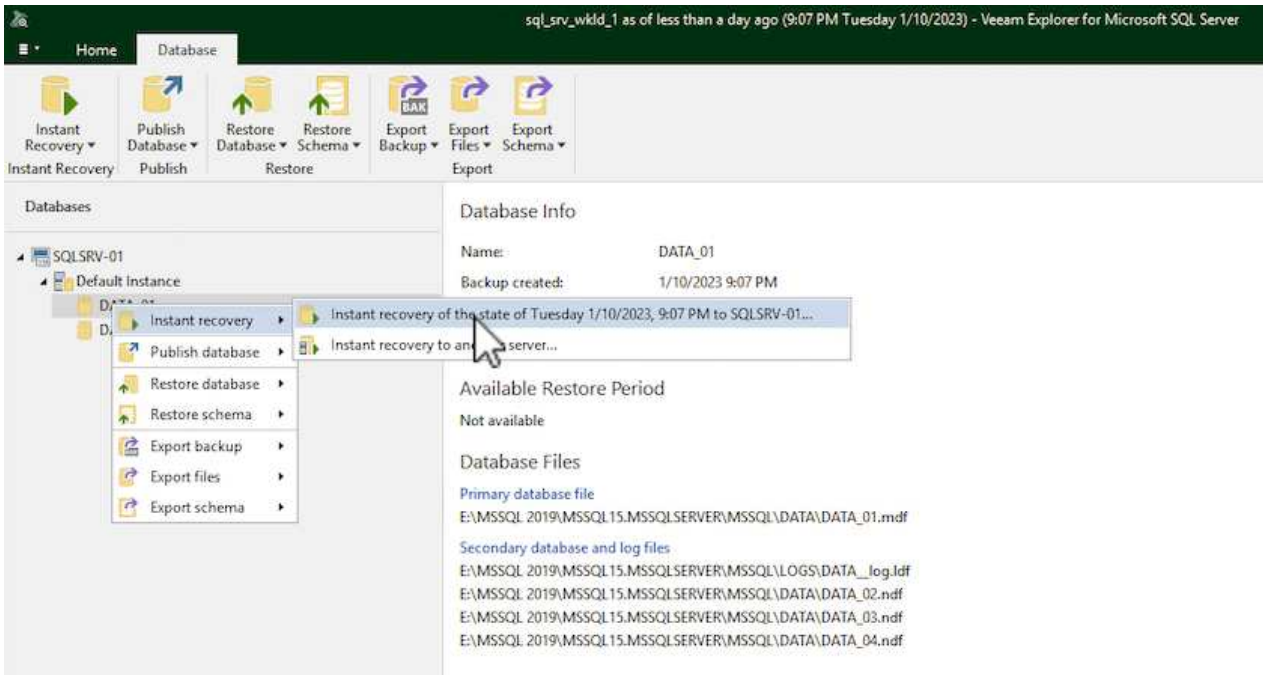 sql_srv_wkld_1 as of less than a day ago (9:07 PM Tuesday 1/10/2023) - Veeam Explorer for Microsoft SQL Server
Home Database
Instant Recovery Publish Database Restore Database Restore Schema Export Backup Export Files Export Schema
BAK
Instant Recovery Publish Restore Export
Databases
SQLSRV-01
Default Instance
Instant recovery
Publish database
Restore database
Restore schema
Export backup
Export files
Export schema
Instant recovery of the state of Tuesday 1/10/2023, 9:07 PM to SQLSRV-01...
Instant recovery to server...
Database Info
Name: DATA_01
Backup created: 1/10/2023 9:07 PM
Available Restore Period
Not available
Database Files
Primary database file
E:\MSSQL 2019\MSSQL15.MSSQLSERVER\MSSQL\DATA\DATA_01.mdf
Secondary database and log files
E:\MSSQL 2019\MSSQL15.MSSQLSERVER\MSSQL\LOGS\DATA__log.ldf
E:\MSSQL 2019\MSSQL15.MSSQLSERVER\MSSQL\DATA\DATA_02.ndf
E:\MSSQL 2019\MSSQL15.MSSQLSERVER\MSSQL\DATA\DATA_03.ndf
E:\MSSQL 2019\MSSQL15.MSSQLSERVER\MSSQL\DATA\DATA_04.ndf